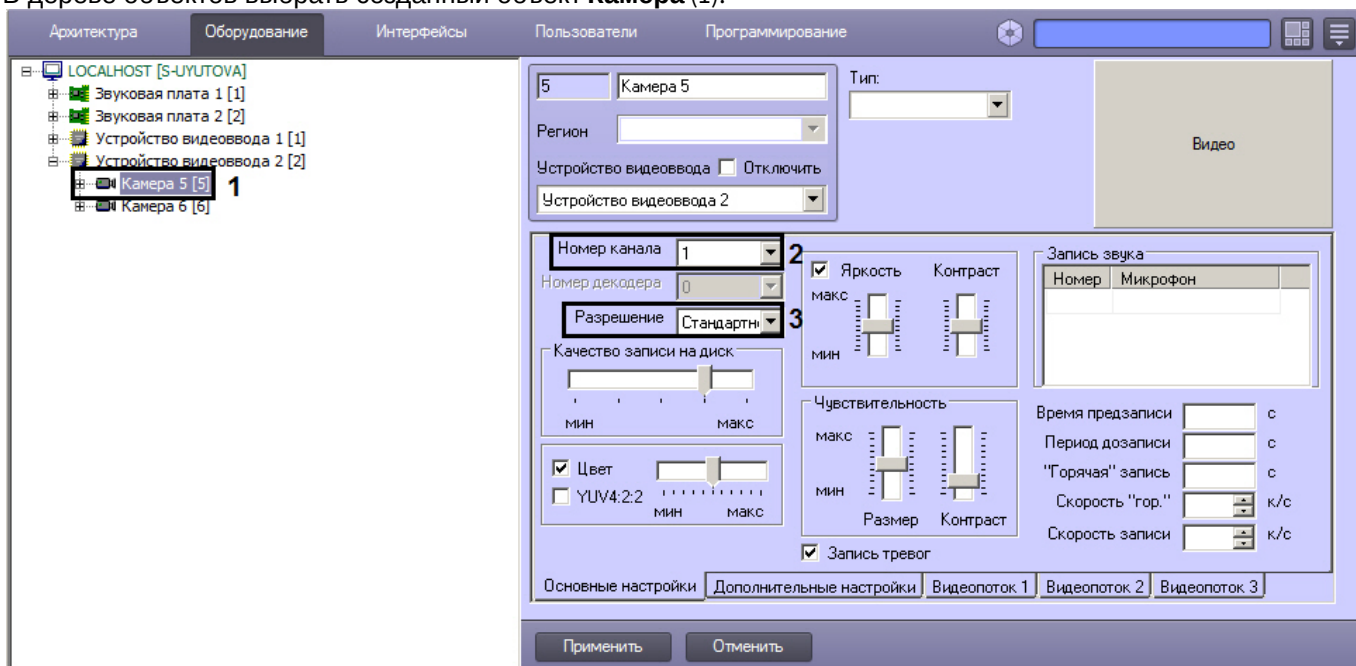 В дереве объектов выбрать созданный объект Камера (1).
Архитектура Оборудование Интерфейсы Пользователи Программирование
LOCALHOST [S-UYUTOVA]
Звуковая плата 1 [1]
Звуковая плата 2 [2]
Устройство видеоввода 1 [1]
Устройство видеоввода 2 [2]
Камера 5 [5] 1
Камера 6 [6]
5 Камера 5
Тип:
Регион
Устройство видеоввода Отключить
Устройство видеоввода 2
Видео
Номер канала 1 2
Номер декодера 0
Разрешение Стандартн 3
Качество записи на диск
мин макс
Цвет
YUV4:2:2
мин макс
Яркость Контраст
макс
мин
Чувствительность
макс
мин
Размер Контраст
Запись тревог
Запись звука
Номер Микрофон
Время предзаписи с
Период дозаписи с
"Горячая" запись с
Скорость "гор." к/с
Скорость записи к/с
Основные настройки Дополнительные настройки Видеопоток 1 Видеопоток 2 Видеопоток 3
Применить Отменить